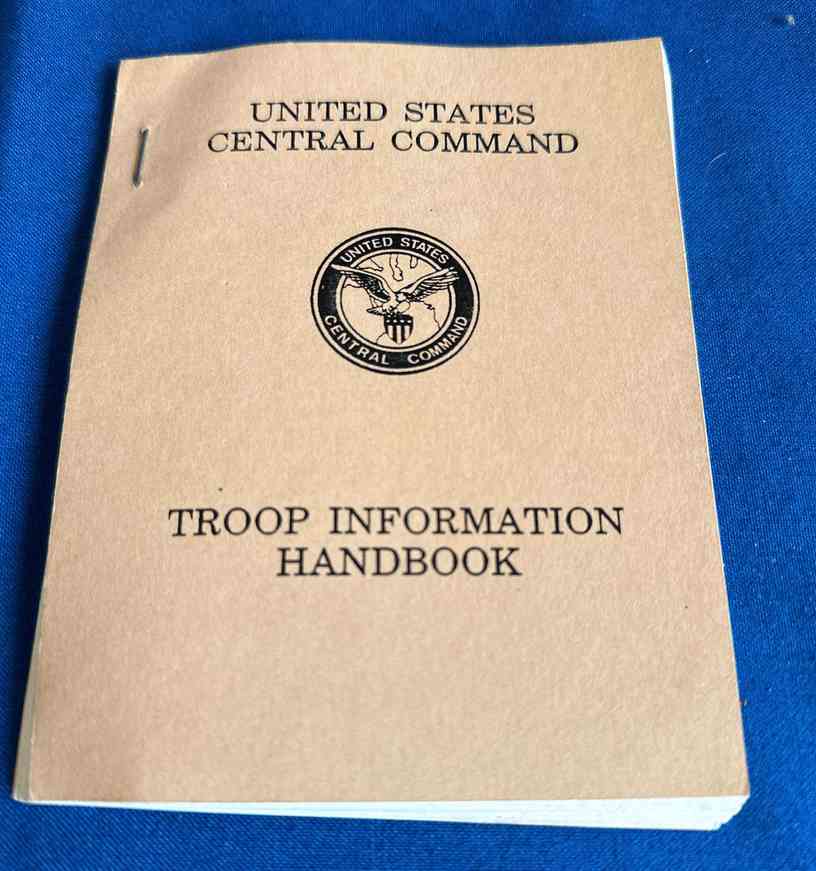 UNITED STATES
CENTRAL COMMAND
UNITED STATES
CENTRAL COMMAND
TROOP INFORMATION
HANDBOOK